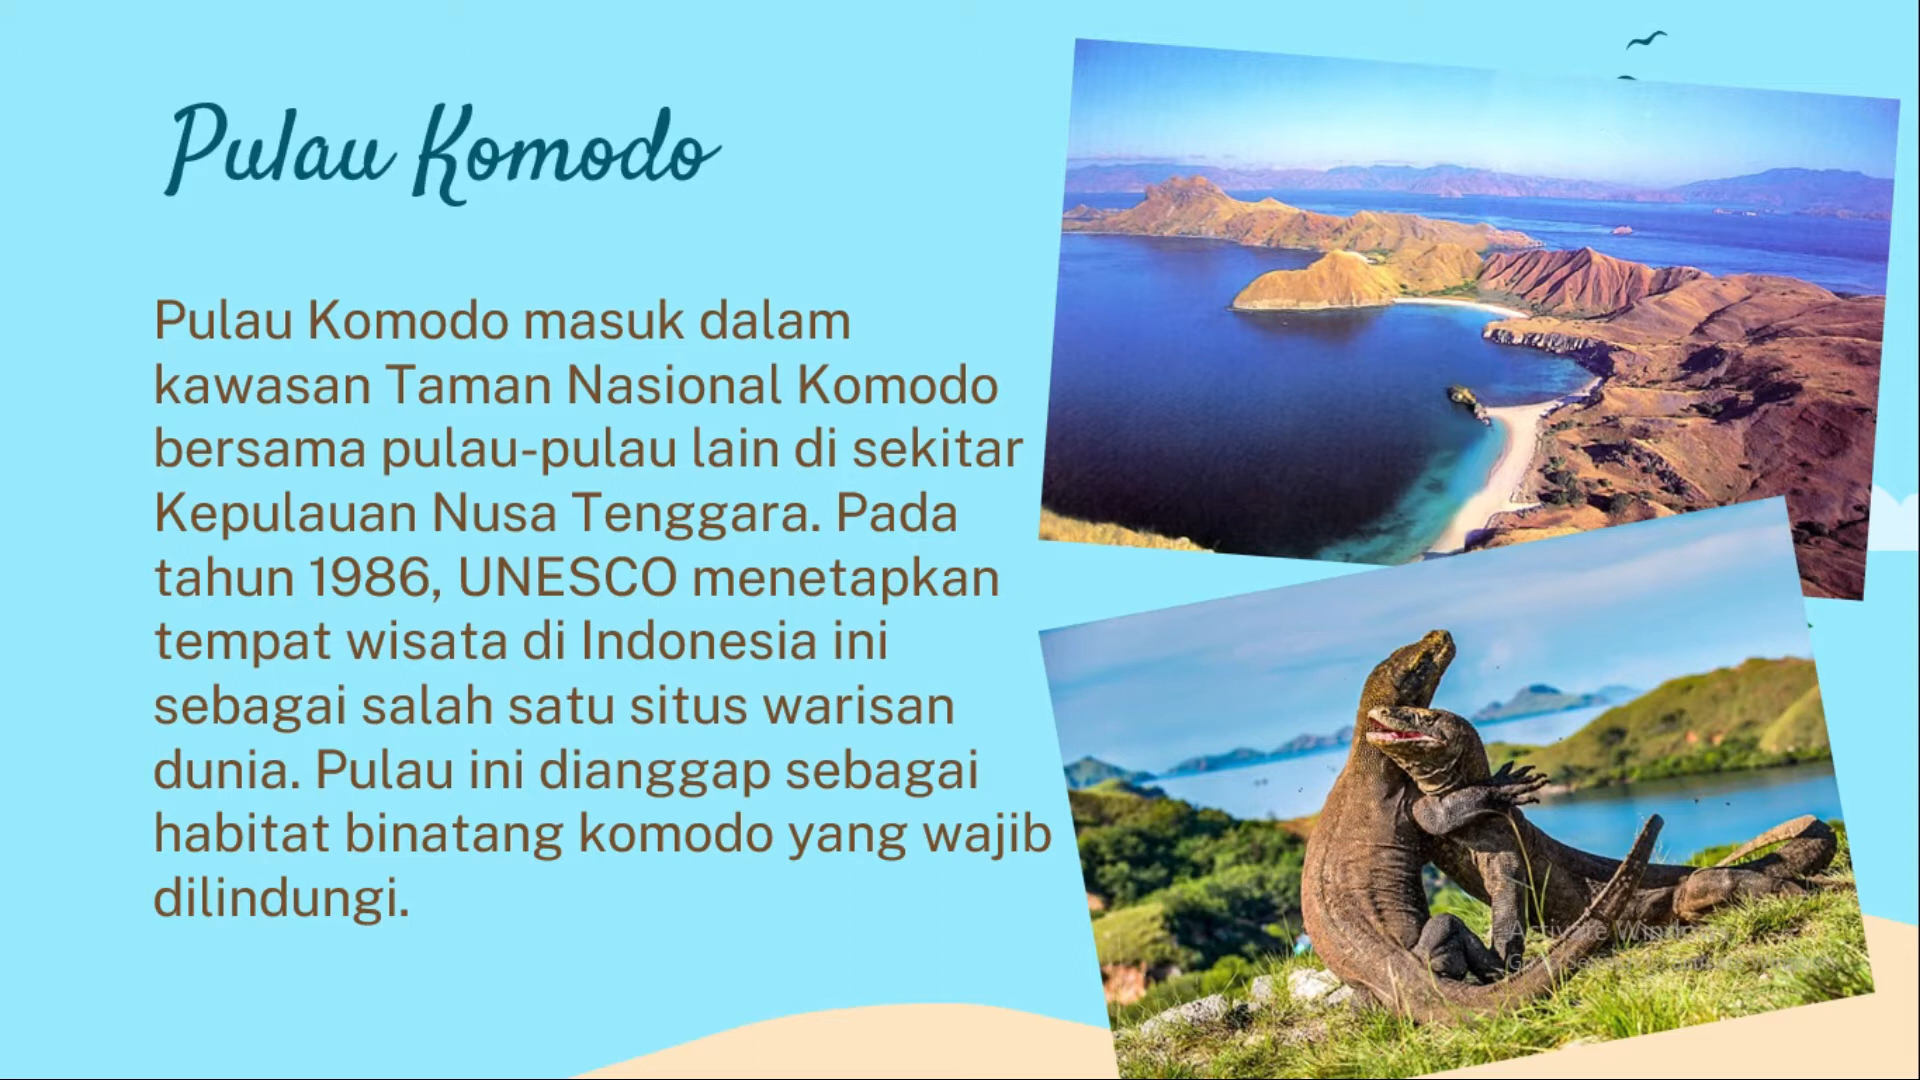 Pulau Komodo
Pulau Komodo masuk dalam
kawasan Taman Nasional Komodo
bersama pulau-pulau lain di sekitar
Kepulauan Nusa Tenggara. Pada
tahun 1986, UNESCO menetapkan
tempat wisata di Indonesia ini
sebagai salah satu situs warisan
dunia. Pulau ini dianggap sebagai
habitat binatang komodo yang wajib
dilindungi.
Activate Windows